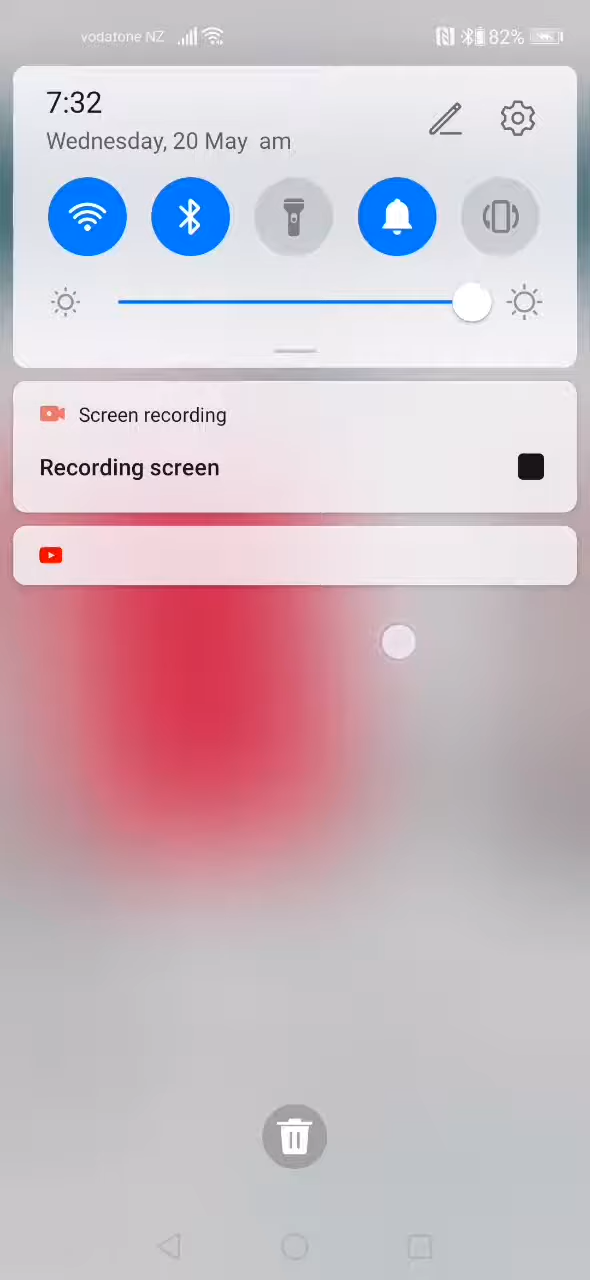 vodafone NZ
82%
7:32
Wednesday, 20 May am
Screen recording
Recording screen